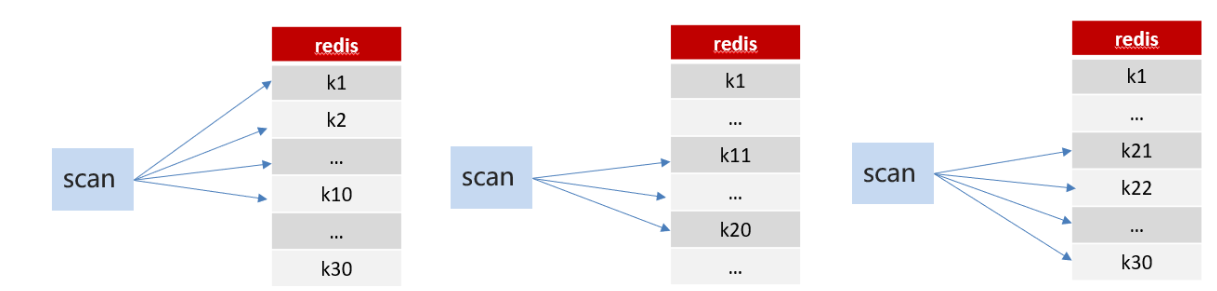 redis
k1
k2
...
k10
...
k30
scan
redis
k1
...
k11
...
k20
...
scan
redis
k1
...
k21
k22
...
k30
scan